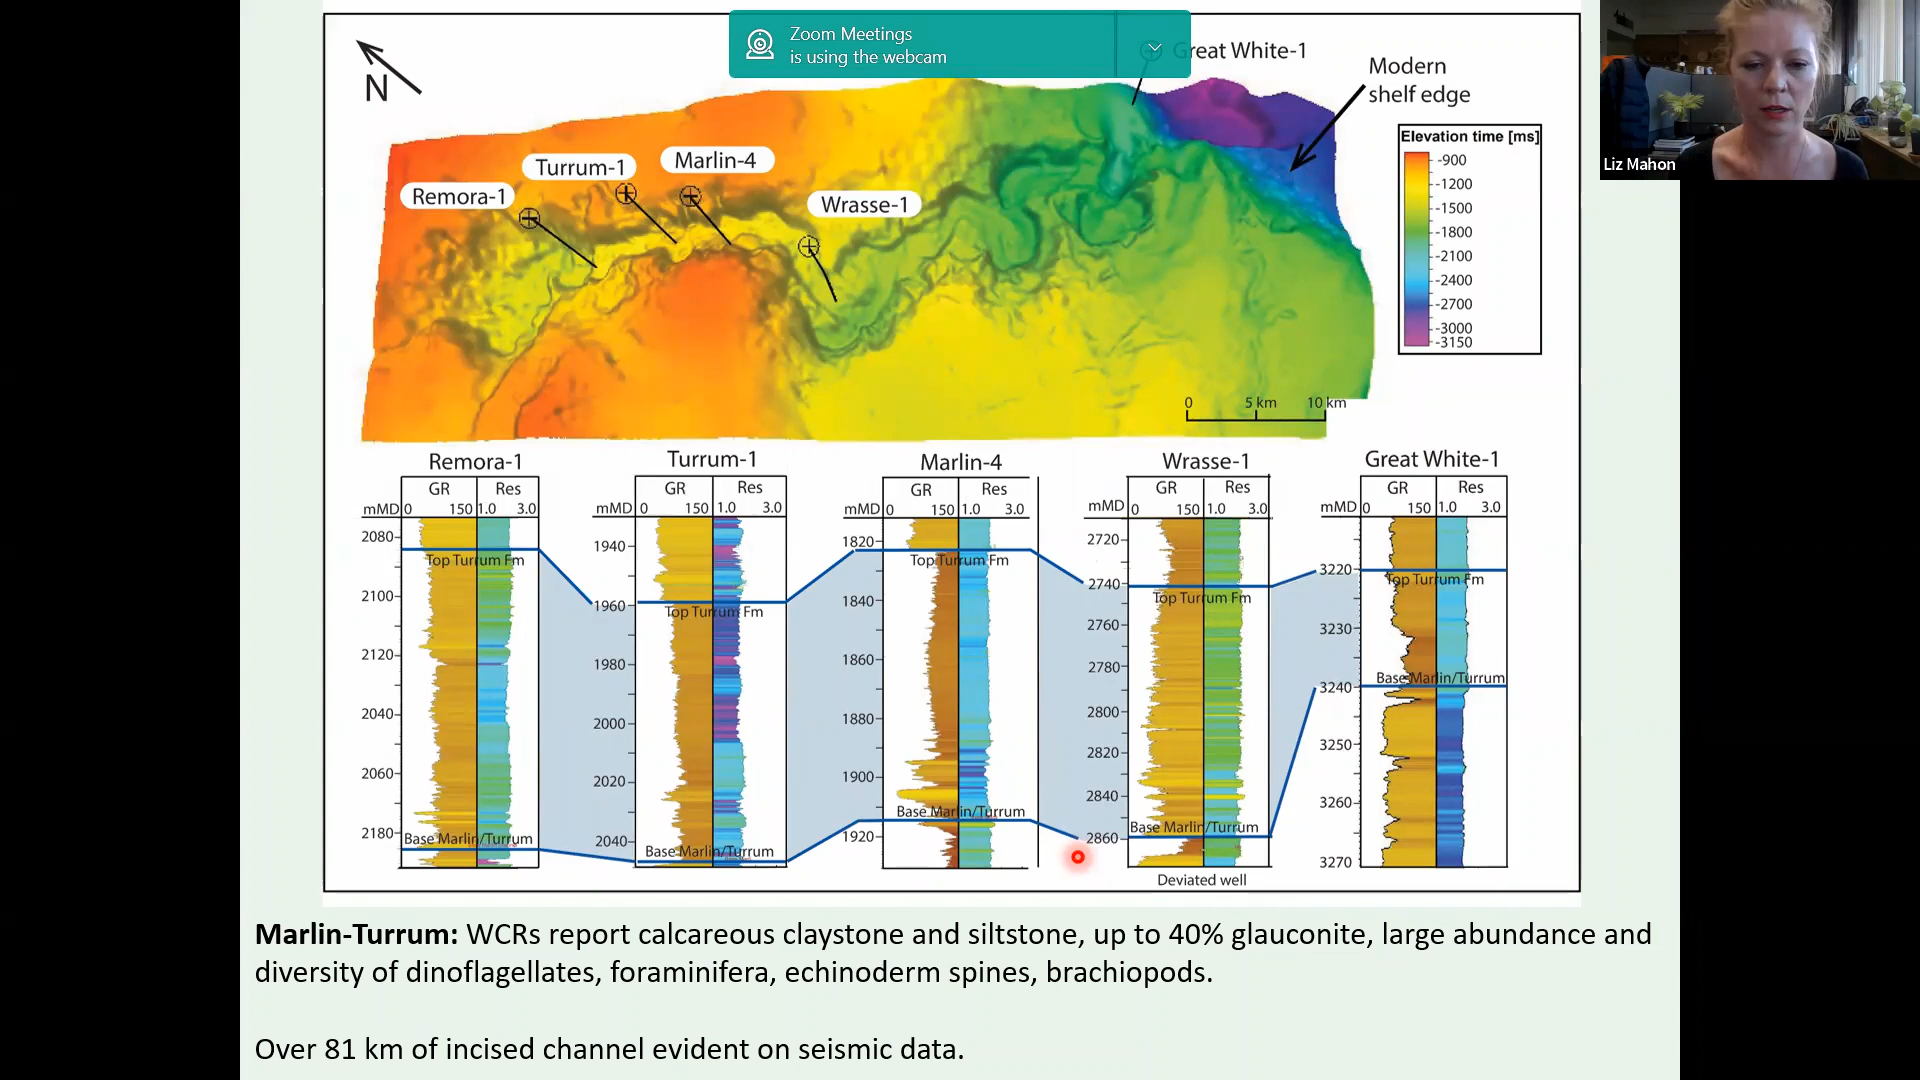 Zoom Meetings
is using the webcam
Great White-1
Modern
shelf edge
N
Liz Mahon
Elevation time [ms]
-900
-1200
-1500
-1800
-2100
-2400
-2700
-3000
-3150
Turrum-1
Marlin-4
Remora-1
Wrasse-1
0 5 km 10 km
Remora-1
GR Res
mMD 0 150 1.0 3.0
2080
Top Turrum Fm
2100
2120
2040
2060
2180
Base Marlin/Turrum
Turrum-1
GR Res
mMD 0 150 1.0 3.0
1940
1960
Top Turrum Fm
1980
2000
2020
2040
Base Marlin/Turrum
Marlin-4
GR Res
mMD 0 150 1.0 3.0
1820
Top Turrum Fm
1840
1860
1880
1900
Base Marlin/Turrum
1920
Wrasse-1
GR Res
mMD 0 150 1.0 3.0
2720
2740
Top Turrum Fm
2760
2780
2800
2820
2840
Base Marlin/Turrum
2860
Deviated well
Great White-1
GR Res
mMD 0 150 1.0 3.0
3220
Top Turrum Fm
3230
Base Marlin/Turrum
3240
3250
3260
3270
Marlin-Turrum: WCRs report calcareous claystone and siltstone, up to 40% glauconite, large abundance and
diversity of dinoflagellates, foraminifera, echinoderm spines, brachiopods.
Over 81 km of incised channel evident on seismic data.